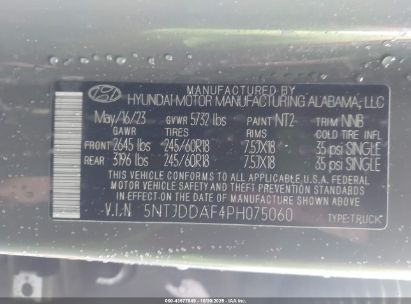 MANUFACTURED BY
HYUNDAI MOTOR MANUFACTURING ALABAMA, LLC
May/16/23 GVWR 5732 lbs PAINT NT2 TRIM NNB
GAWR TIRES RIMS COLD TIRE INFL
FRONT 2645 lbs 245/60R18 7.5JX18 35 psi SINGLE
REAR 3196 lbs 245/60R18 7.5JX18 35 psi SINGLE
THIS VEHICLE CONFORMS TO ALL APPLICABLE
U.S. FEDERAL MOTOR VEHICLE SAFETY STANDARDS
IN EFFECT ON THE DATE OF MANUFACTURE SHOWN ABOVE.
V.I.N 5NTJDDAF4PH075060 TYPE:TRUCK